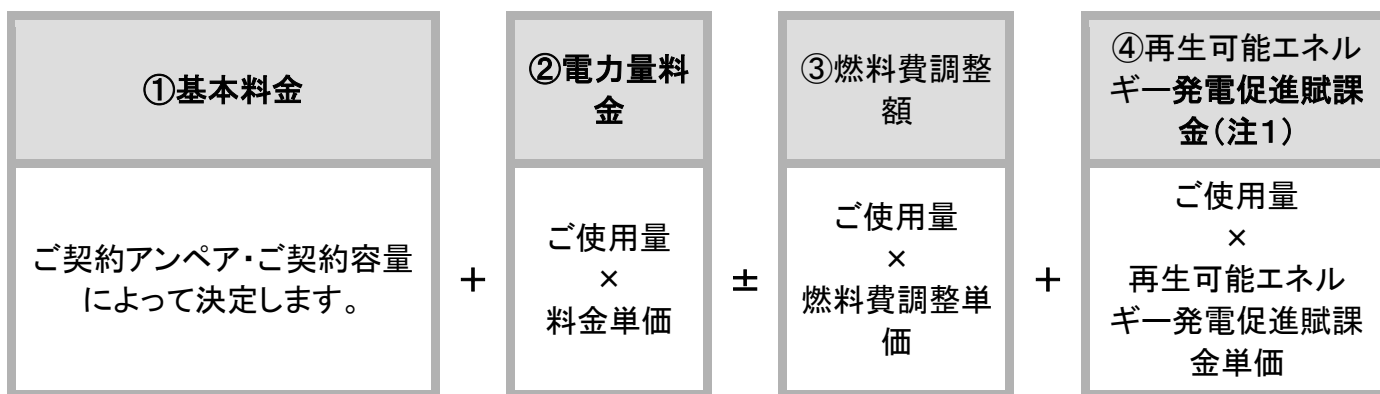 ①基本料金
ご契約アンペア・ご契約容量
によって決定します。
+
②電力量料
金
ご使用量
×
料金単価
±
③燃料費調整
額
ご使用量
×
燃料費調整単
価
+
④再生可能エネル
ギー発電促進賦課
金(注1)
ご使用量
×
再生可能エネル
ギー発電促進賦課
金単価